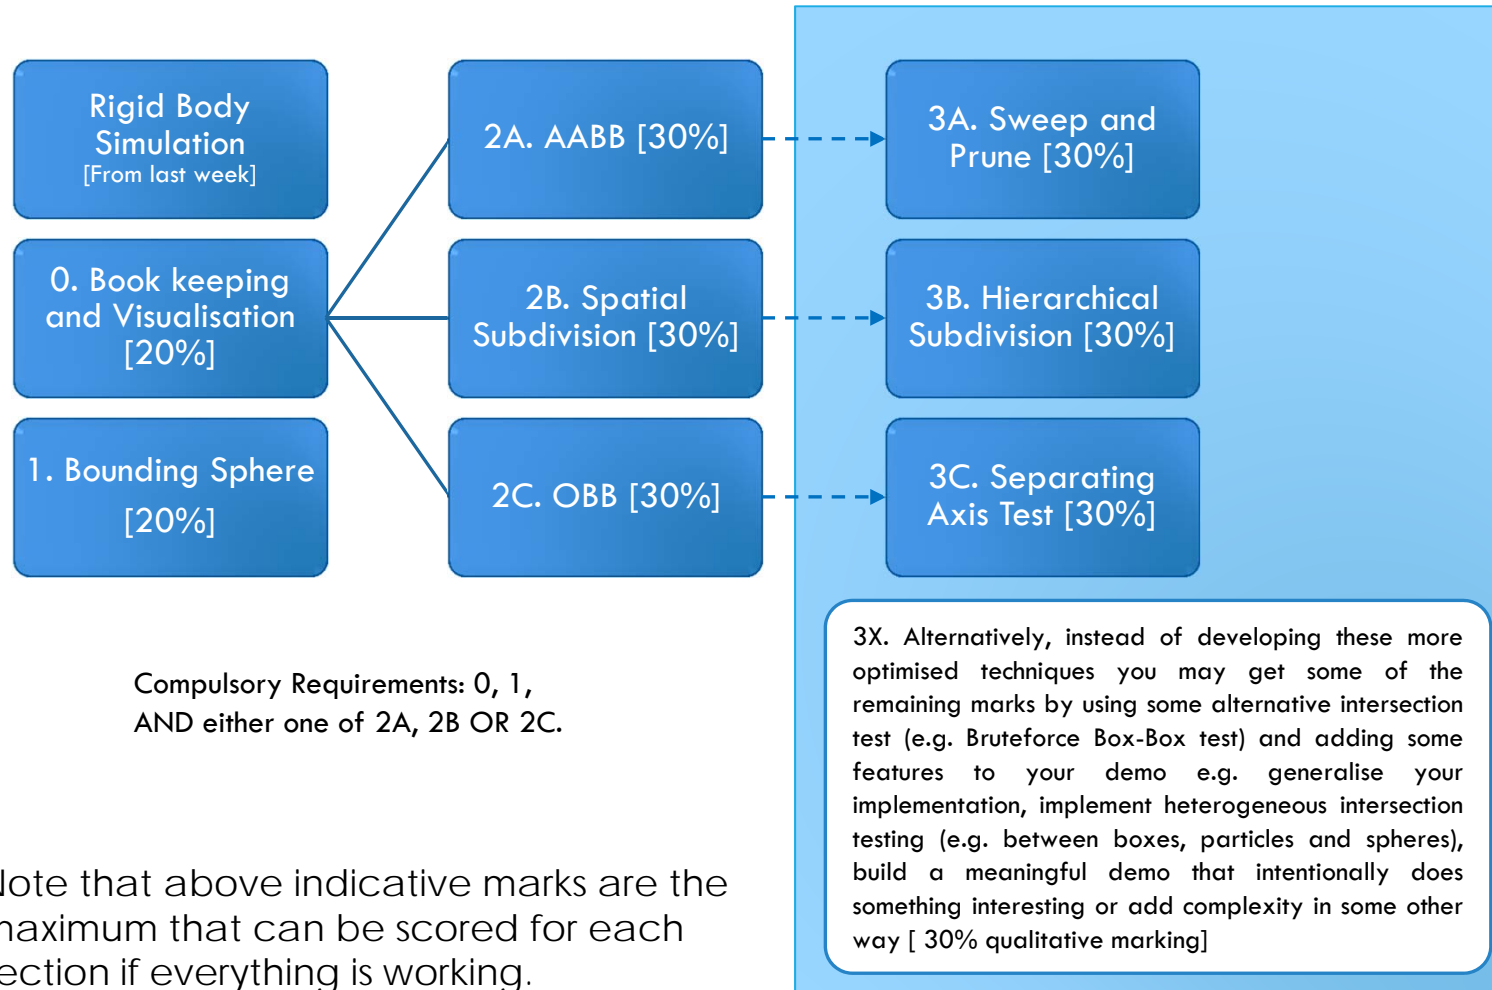 Rigid Body
Simulation
[From last week]
0. Book keeping
and Visualisation
[20%]
1. Bounding Sphere
[20%]
2A. AABB [30%]
2B. Spatial
Subdivision [30%]
2C. OBB [30%]
3A. Sweep and
Prune [30%]
3B. Hierarchical
Subdivision [30%]
3C. Separating
Axis Test [30%]
Compulsory Requirements: 0, 1,
AND either one of 2A, 2B OR 2C.
3X. Alternatively, instead of developing these more
optimised techniques you may get some of the
remaining marks by using some alternative intersection
test (e.g. Bruteforce Box-Box test) and adding some
features to your demo e.g. generalise your
implementation, implement heterogeneous intersection
testing (e.g. between boxes, particles and spheres),
build a meaningful demo that intentionally does
something interesting or add complexity in some other
way [ 30% qualitative marking]
Note that above indicative marks are the
maximum that can be scored for each
section if everything is working.